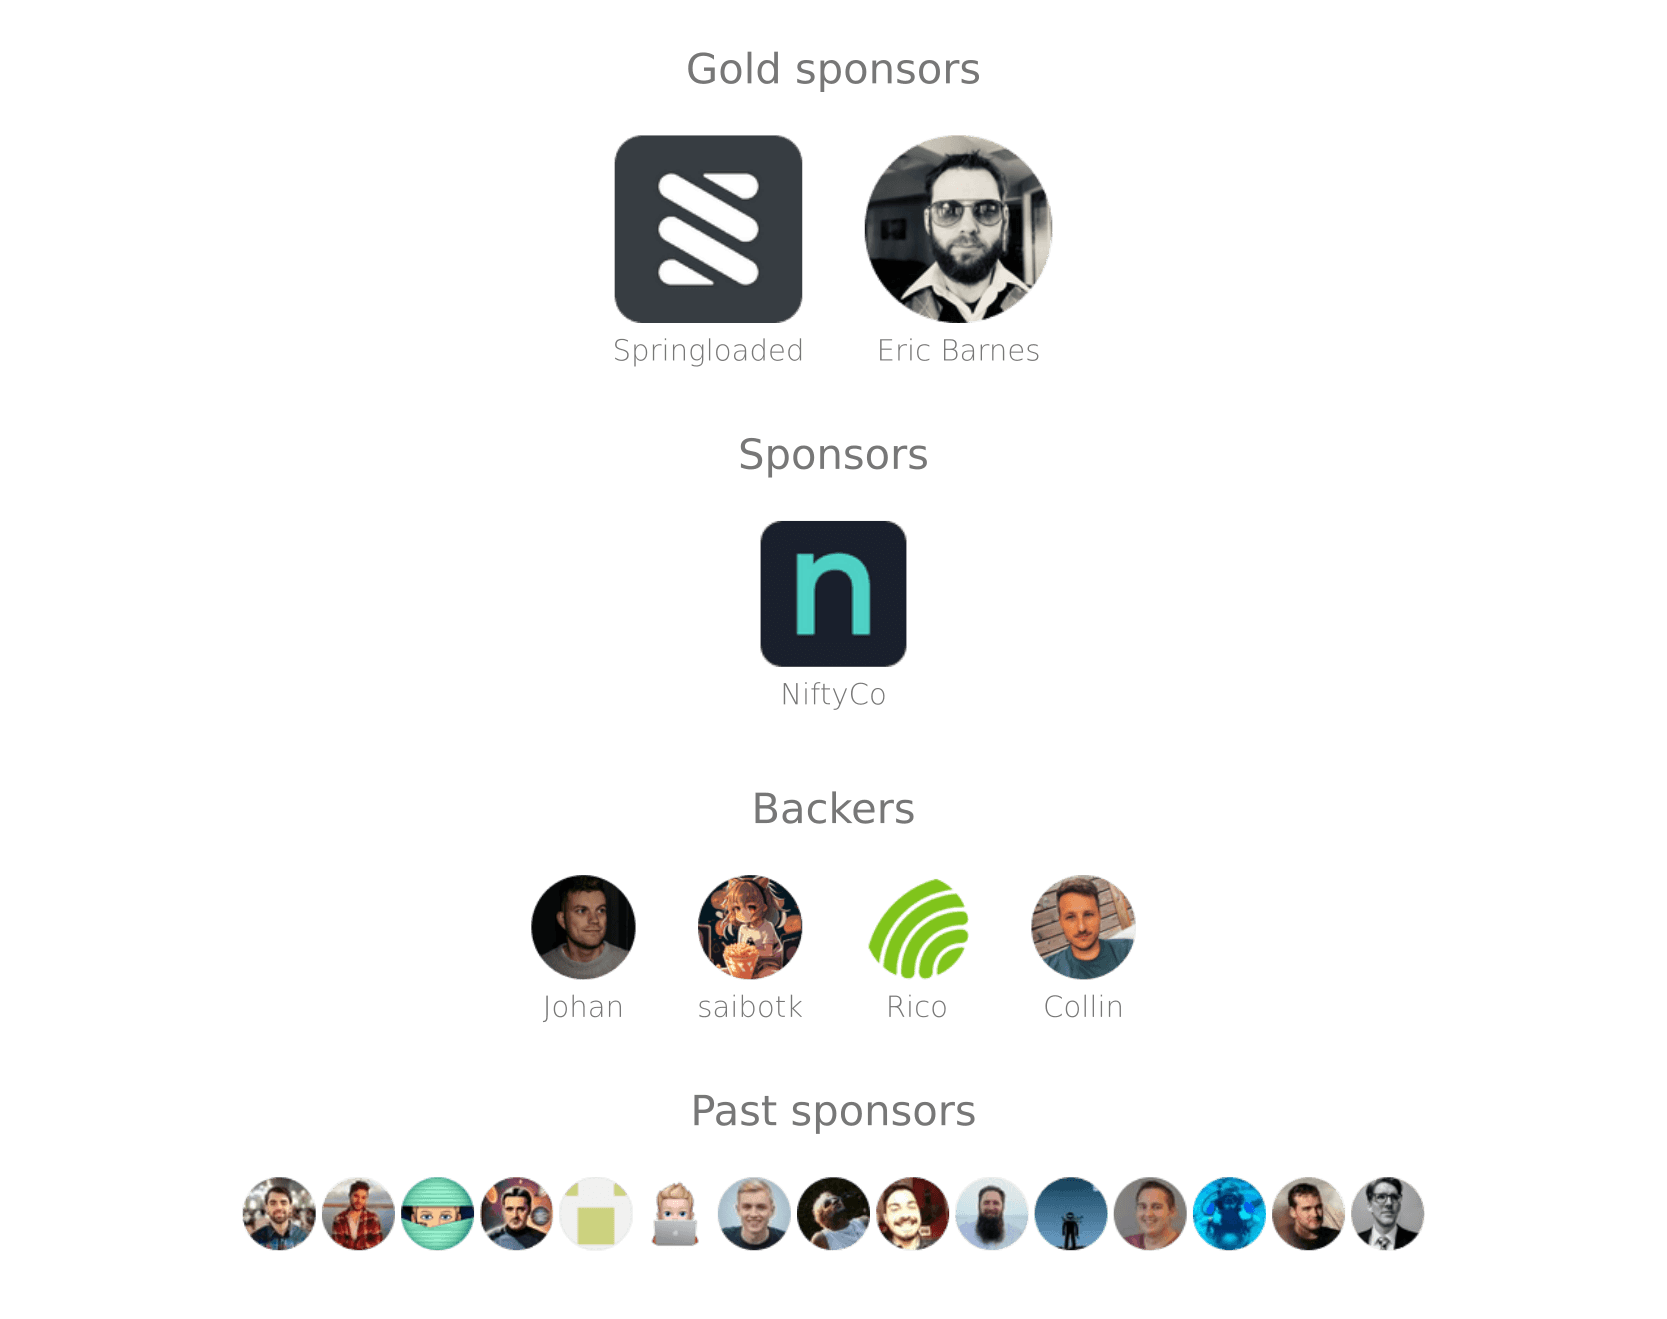 Gold sponsors
Springloaded
Eric Barnes
Sponsors
n
NiftyCo
Backers
Johan
saibotk
Rico
Collin
Past sponsors